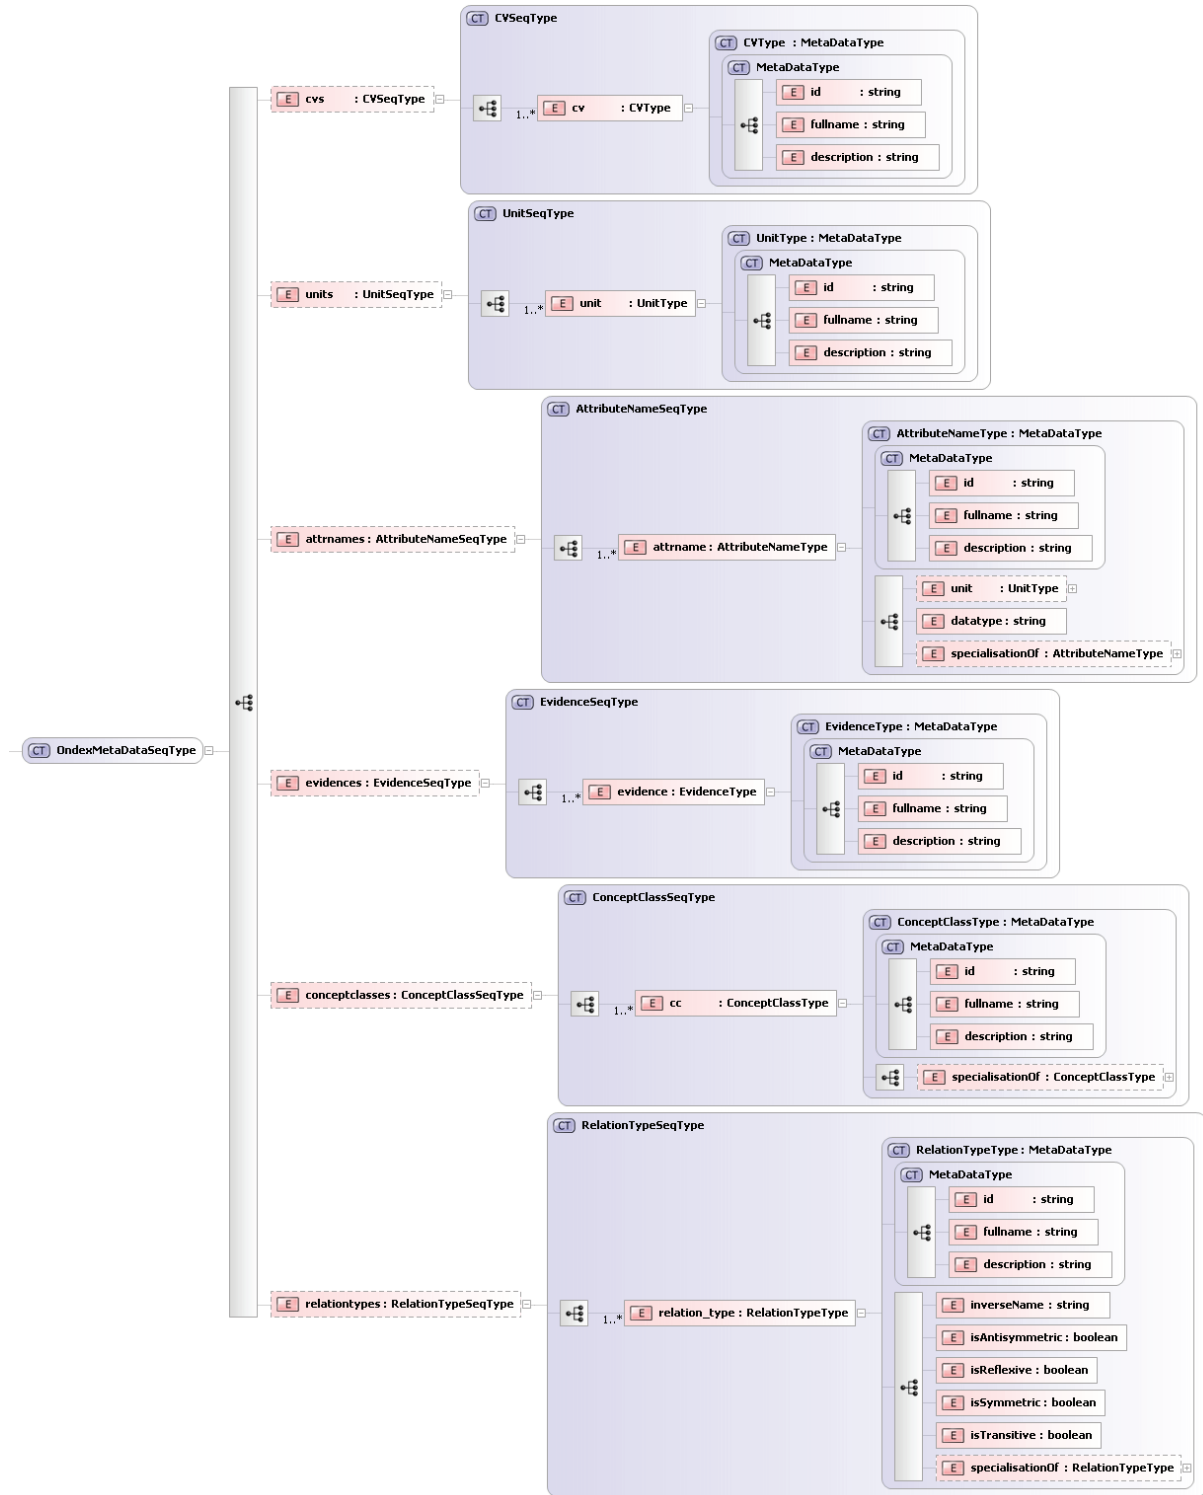 CT CVSeqType
CT CVType : MetaDataType
CT MetaDataType
E id : string
E cvs : CVSeqType
E cv : CVType
1..*
E fullname : string
E description : string
CT UnitSeqType
CT UnitType : MetaDataType
CT MetaDataType
E id : string
E units : UnitSeqType
E unit : UnitType
1..*
E fullname : string
E description : string
CT AttributeNameSeqType
CT AttributeNameType : MetaDataType
CT MetaDataType
E id : string
E fullname : string
E attrnames : AttributeNameSeqType
E attrname : AttributeNameType
1..*
E description : string
E unit : UnitType
E datatype : string
E specialisationOf : AttributeNameType
CT EvidenceSeqType
CT EvidenceType : MetaDataType
CT OndexMetaDataSeqType
CT MetaDataType
E id : string
E evidences : EvidenceSeqType
E evidence : EvidenceType
1..*
E fullname : string
E description : string
CT ConceptClassSeqType
CT ConceptClassType : MetaDataType
CT MetaDataType
E id : string
E conceptclasses : ConceptClassSeqType
E cc : ConceptClassType
1..*
E fullname : string
E description : string
E specialisationOf : ConceptClassType
CT RelationTypeSeqType
CT RelationTypeType : MetaDataType
CT MetaDataType
E id : string
E fullname : string
E description : string
E relationtypes : RelationTypeSeqType
E relation_type : RelationTypeType
1..*
E inverseName : string
E isAntisymmetric : boolean
E isReflexive : boolean
E isSymmetric : boolean
E isTransitive : boolean
E specialisationOf : RelationTypeType